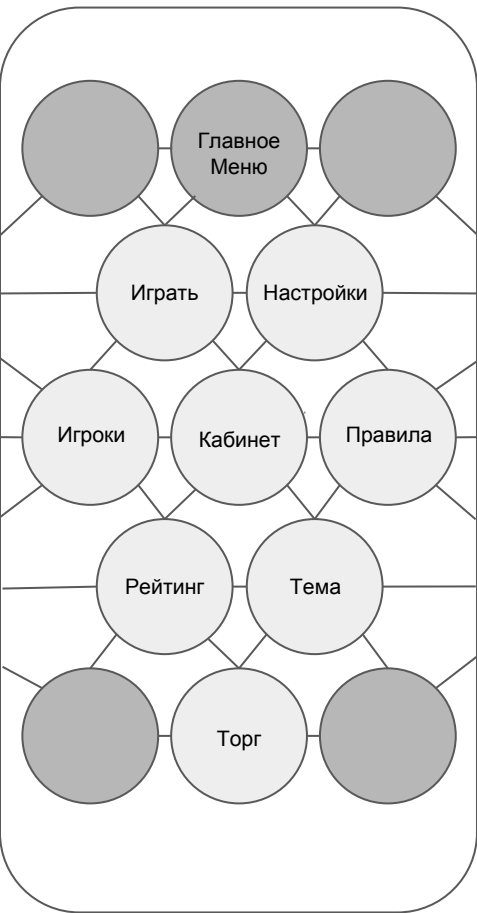 Главное
Меню
Играть
Настройки
Игроки
Кабинет
Правила
Рейтинг
Тема
Торг